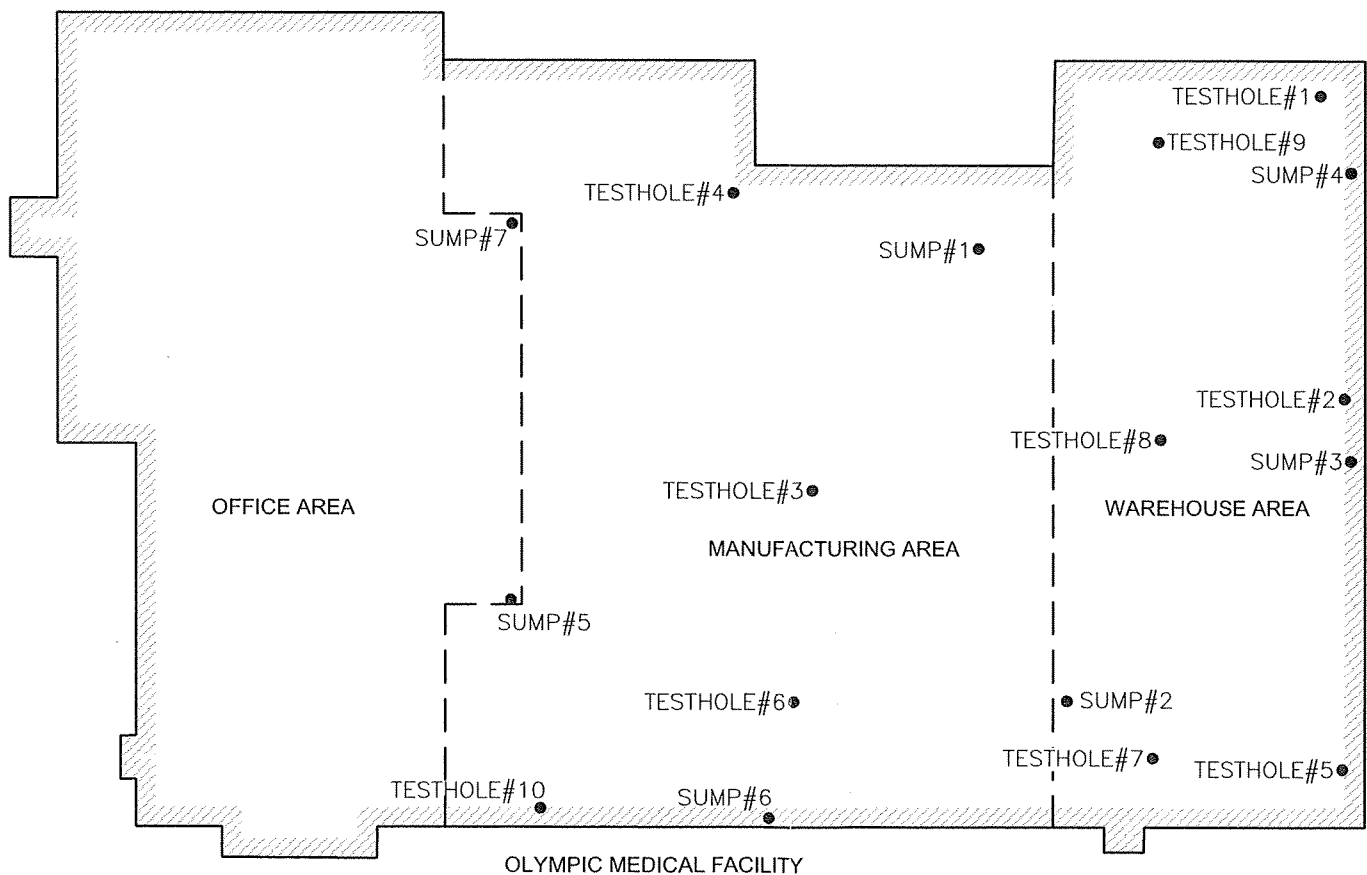 TESTHOLE#1
TESTHOLE#9
SUMP#4
TESTHOLE#4
SUMP#7
SUMP#1
TESTHOLE#2
TESTHOLE#8
SUMP#3
TESTHOLE#3
OFFICE AREA
WAREHOUSE AREA
MANUFACTURING AREA
SUMP#5
TESTHOLE#6
SUMP#2
TESTHOLE#7
TESTHOLE#5
TESTHOLE#10
SUMP#6
OLYMPIC MEDICAL FACILITY